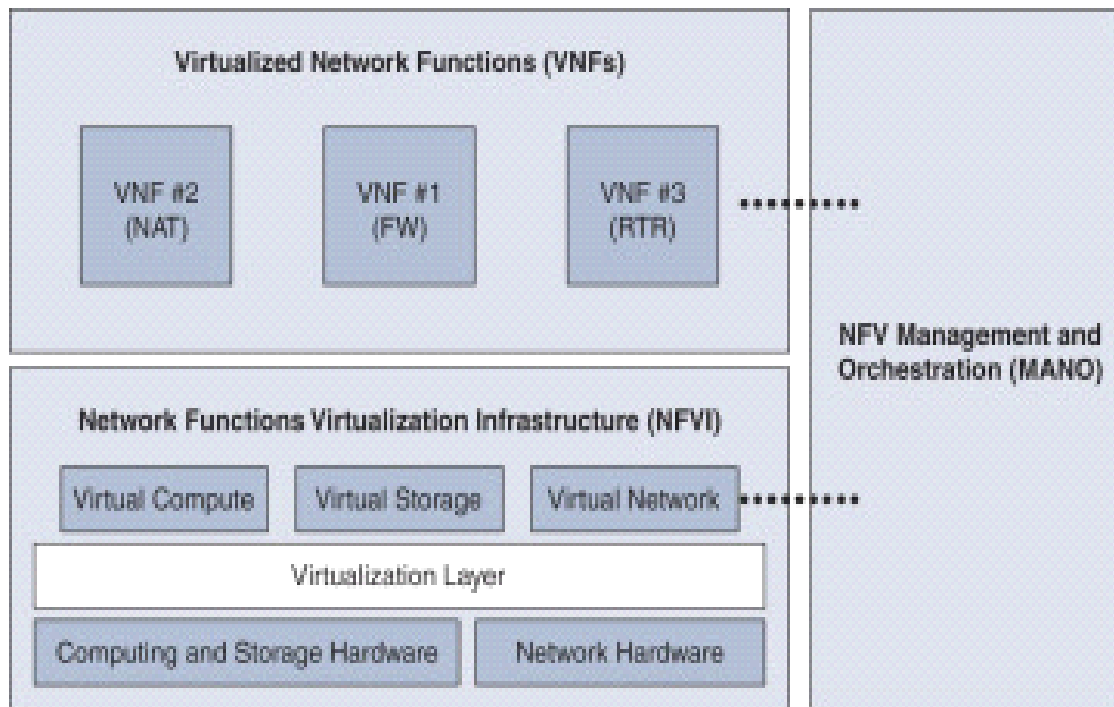 Virtualized Network Functions (VNFs)
VNF #2
(NAT)
VNF #1
(FW)
VNF #3
(RTR)
NFV Management and
Orchestration (MANO)
Network Functions Virtualization Infrastructure (NFVI)
Virtual Compute
Virtual Storage
Virtual Network
Virtualization Layer
Computing and Storage Hardware
Network Hardware